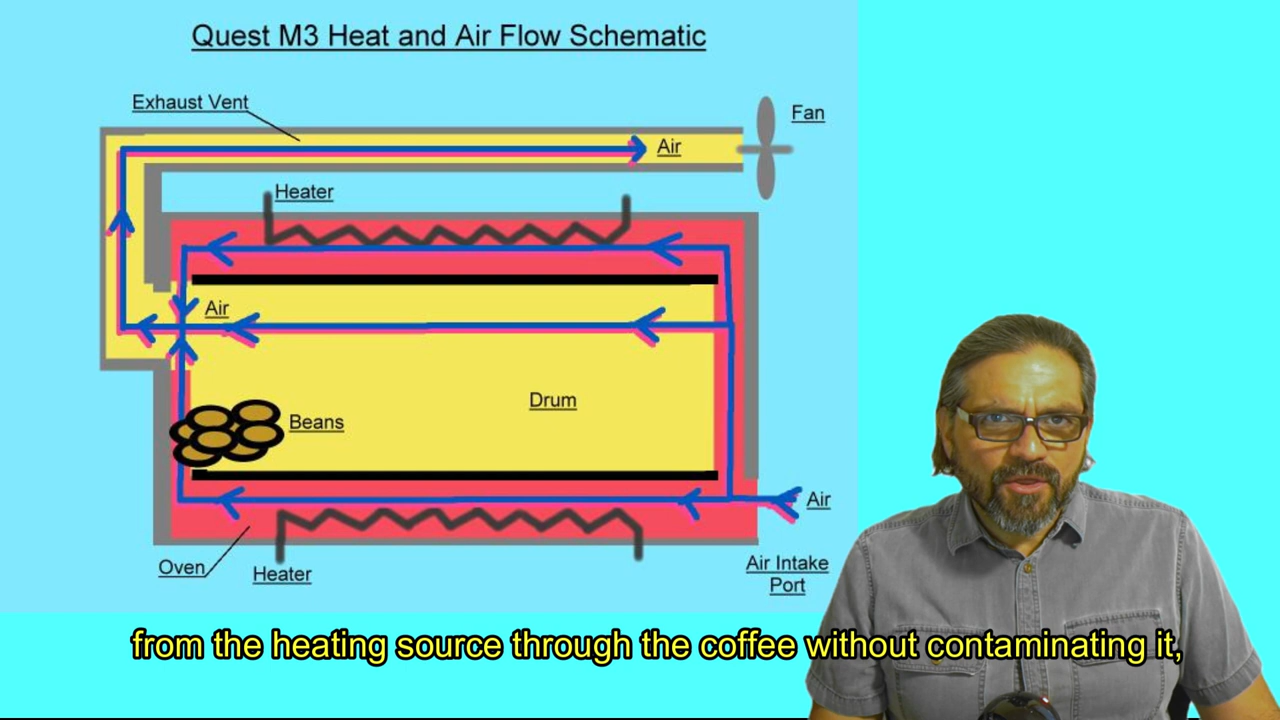 Quest M3 Heat and Air Flow Schematic
Exhaust Vent
Fan
Air
Heater
Air
Drum
Beans
Air
Oven
Heater
Air Intake
Port
from the heating source through the coffee without contaminating it,